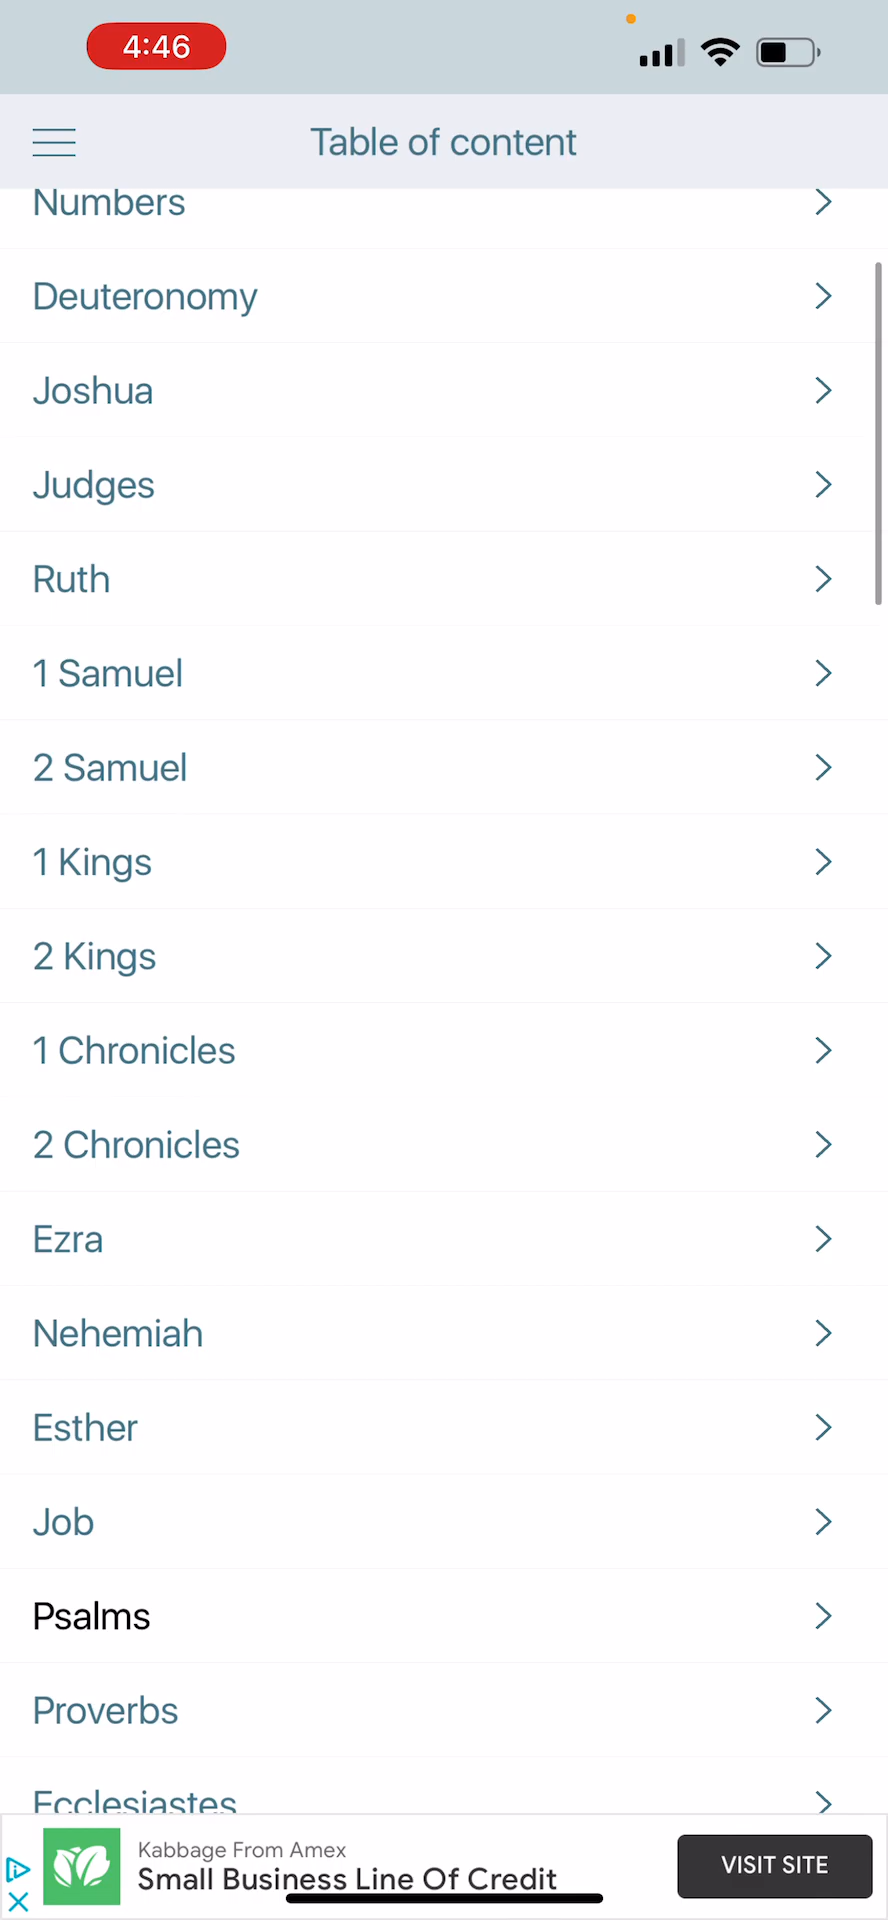 4:46
Table of content
Numbers
Deuteronomy
Joshua
Judges
Ruth
1 Samuel
2 Samuel
1 Kings
2 Kings
1 Chronicles
2 Chronicles
Ezra
Nehemiah
Esther
Job
Psalms
Proverbs
Ecclesiastes
Kabbage From Amex
Small Business Line Of Credit
VISIT SITE